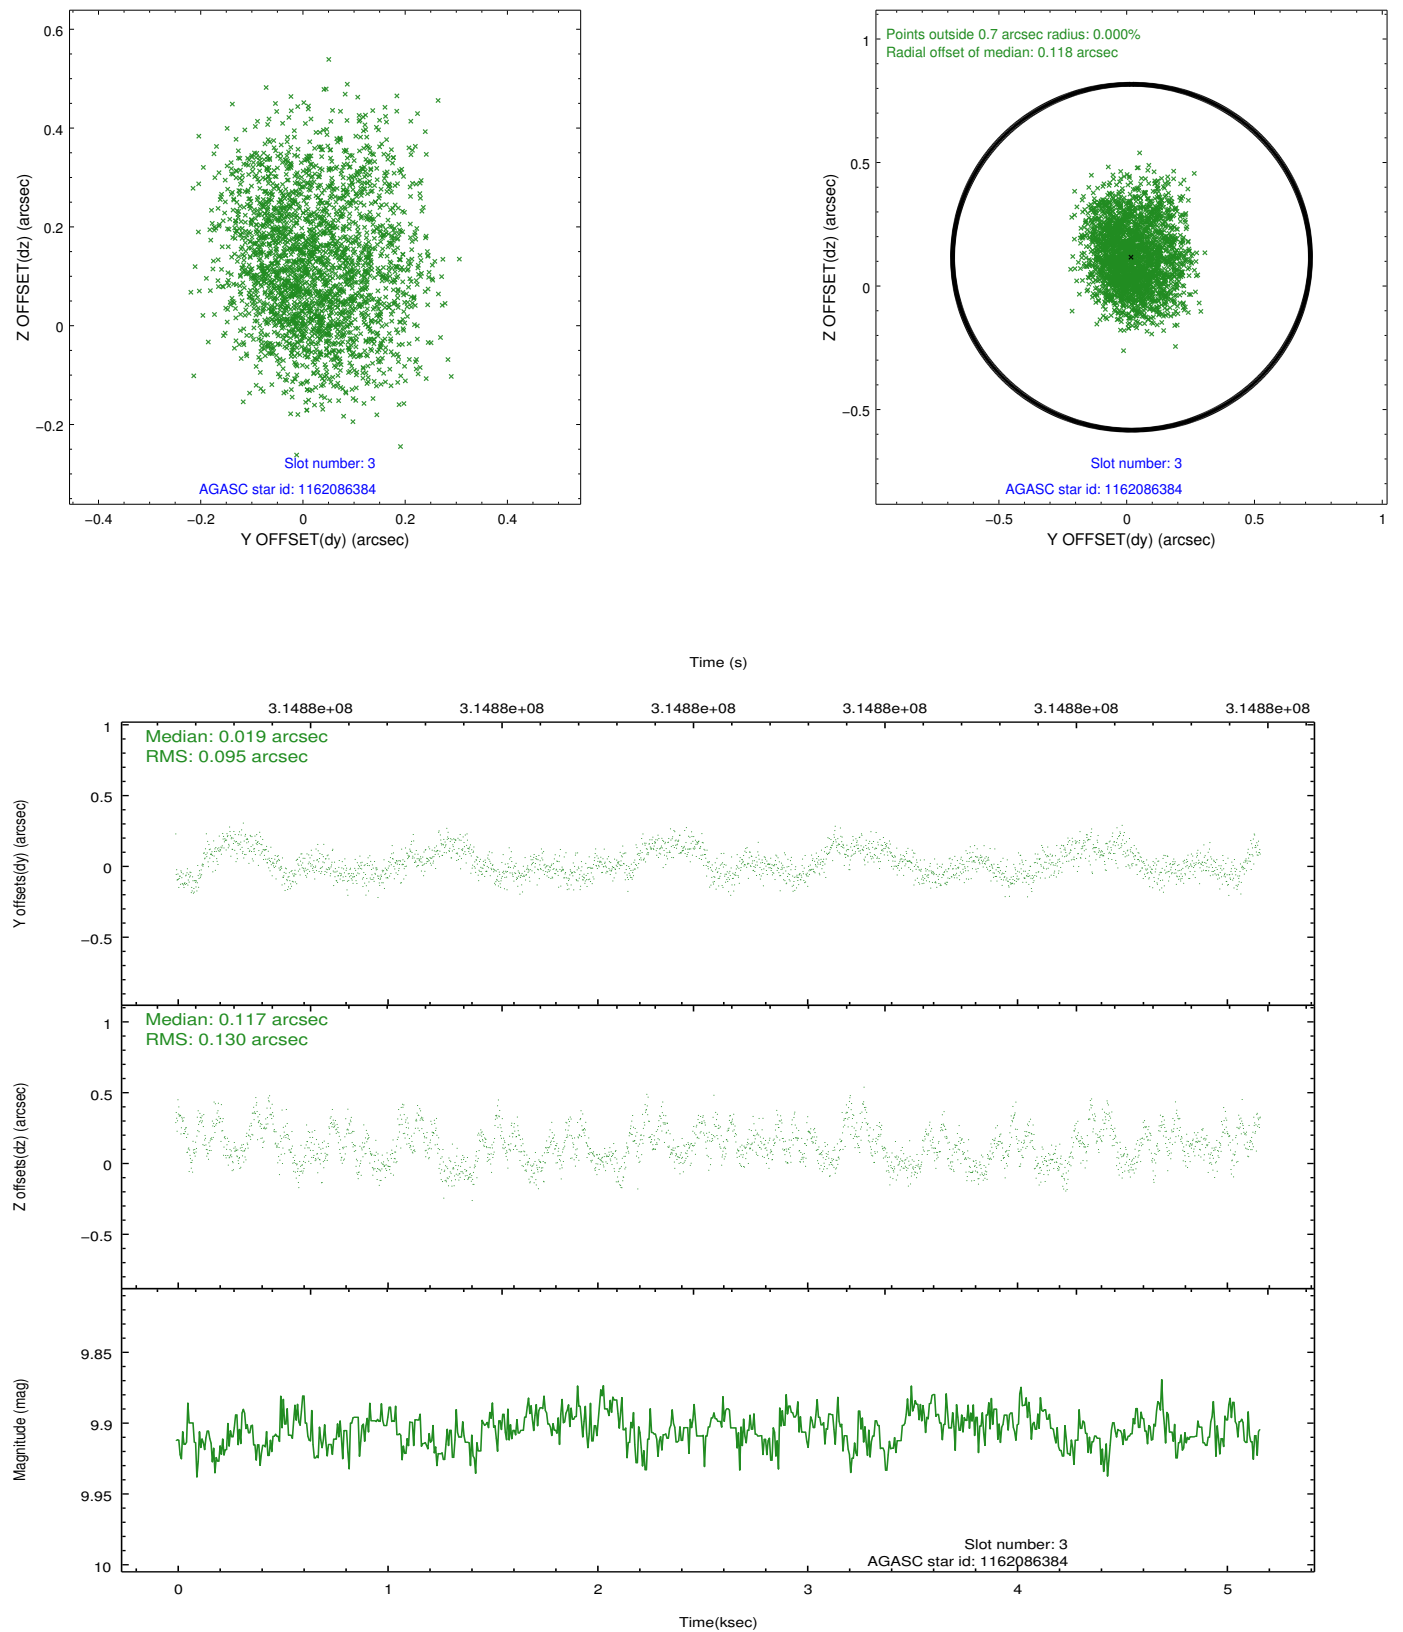 0.6
0.4
0.2
0
−0.2
−0.4
−0.2
0
0.2
0.4
Z OFFSET(dz) (arcsec)
Y OFFSET(dy) (arcsec)
Slot number: 3
AGASC star id: 1162086384
Points outside 0.7 arcsec radius: 0.000%
Radial offset of median: 0.118 arcsec
1
0.5
0
−0.5
−0.5
0
0.5
1
Z OFFSET(dz) (arcsec)
Y OFFSET(dy) (arcsec)
Slot number: 3
AGASC star id: 1162086384
Time (s)
3.1488e+08 3.1488e+08 3.1488e+08 3.1488e+08 3.1488e+08 3.1488e+08
Median: 0.019 arcsec
RMS: 0.095 arcsec
1
0.5
0
−0.5
Y offsets(dy) (arcsec)
Median: 0.117 arcsec
RMS: 0.130 arcsec
1
0.5
0
−0.5
Z offsets(dz) (arcsec)
9.85
9.9
9.95
10
Magnitude (mag)
Slot number: 3
AGASC star id: 1162086384
0 1 2 3 4 5
Time(ksec)